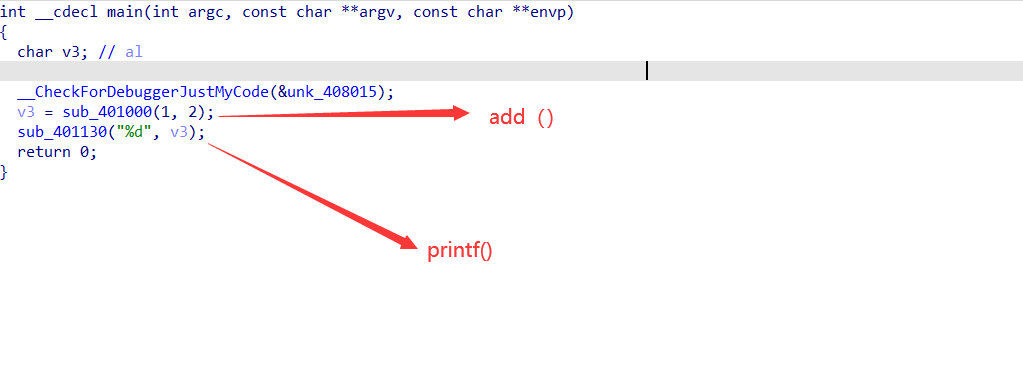 int __cdecl main(int argc, const char **argv, const char **envp)
{
char v3; // al
__CheckForDebuggerJustMyCode(&unk_408015);
v3 = sub_401000(1, 2);
add（）
sub_401130("%d", v3);
return 0;
}
printf()